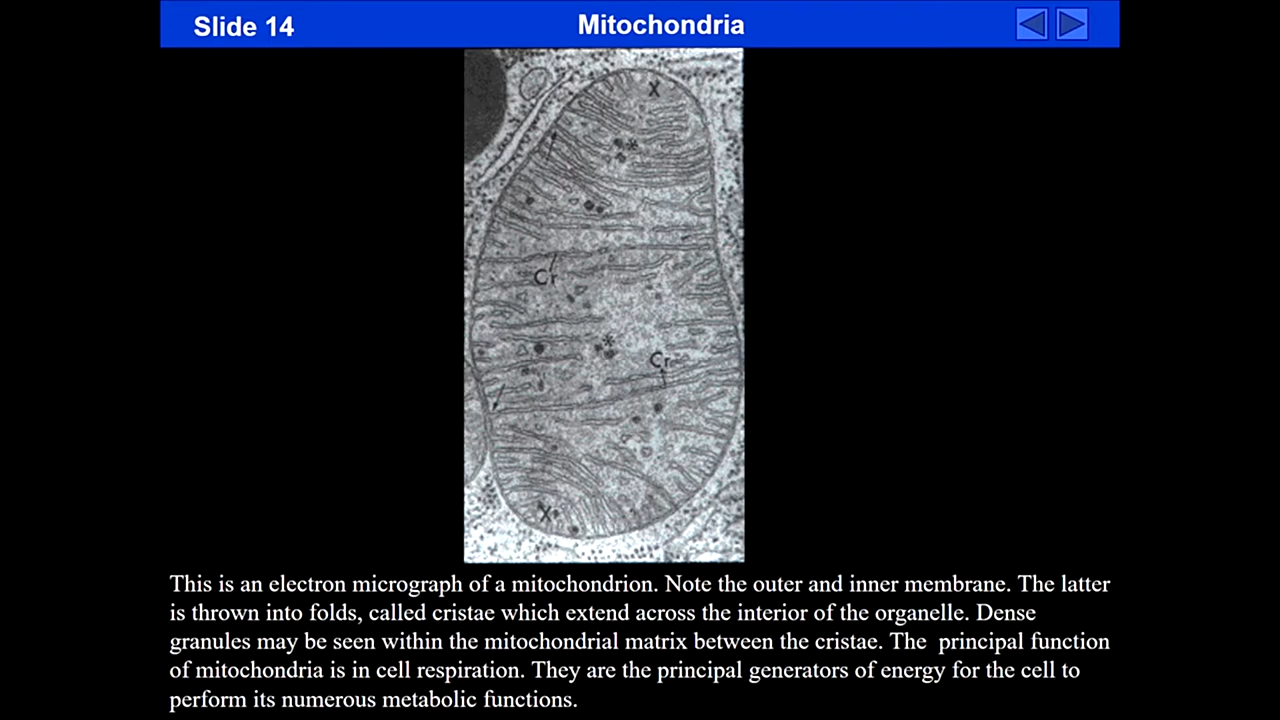 Slide 14
Mitochondria
X
*
Cr
*
Cr
X
This is an electron micrograph of a mitochondrion. Note the outer and inner membrane. The latter
is thrown into folds, called cristae which extend across the interior of the organelle. Dense
granules may be seen within the mitochondrial matrix between the cristae. The  principal function
of mitochondria is in cell respiration. They are the principal generators of energy for the cell to
perform its numerous metabolic functions.